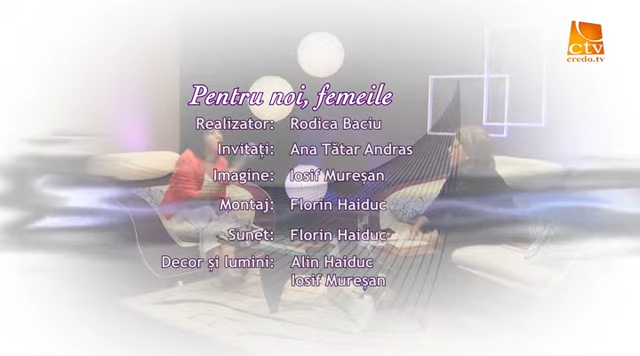 ctv
credo.tv
Pentru noi, femeile
Realizator: Rodica Baciu
Invitați: Ana Tătar Andras
Imagine: Iosif Mureșan
Montaj: Florin Haiduc
Sunet: Florin Haiduc
Decor și lumini: Alin Haiduc
Iosif Mureșan